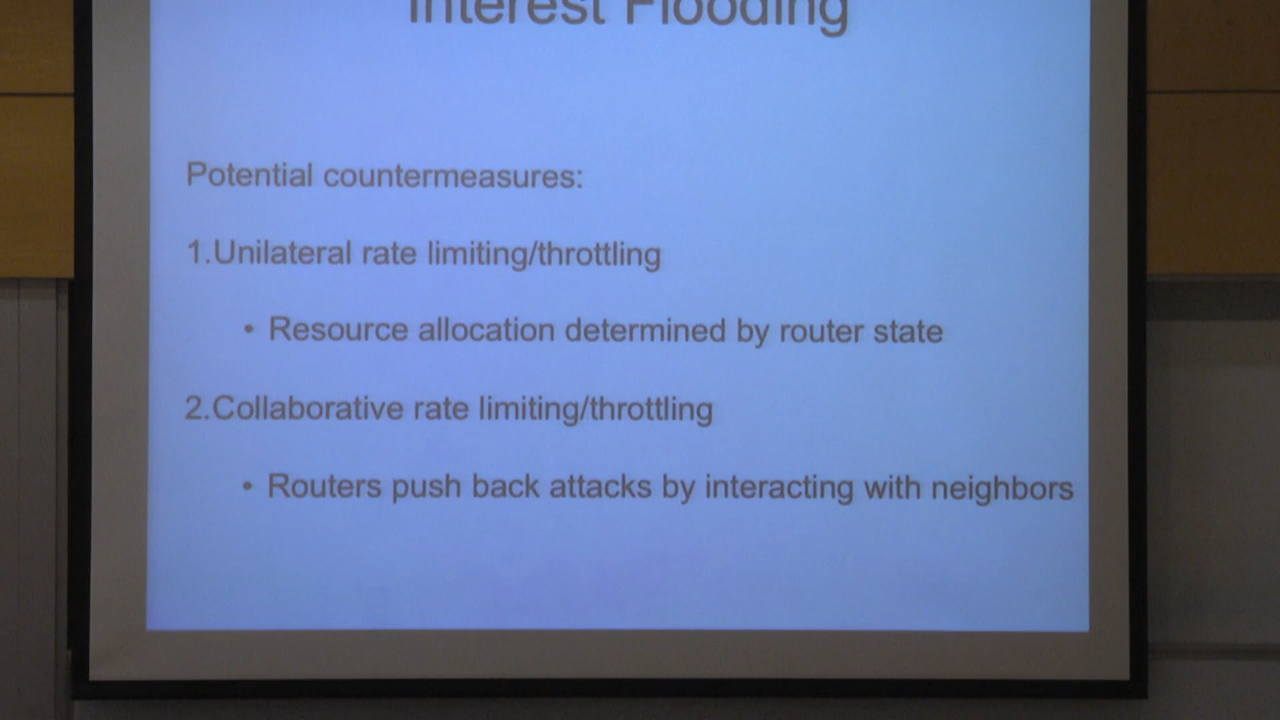 Interest Flooding
Potential countermeasures:
1.Unilateral rate limiting/throttling
• Resource allocation determined by router state
2.Collaborative rate limiting/throttling
• Routers push back attacks by interacting with neighbors